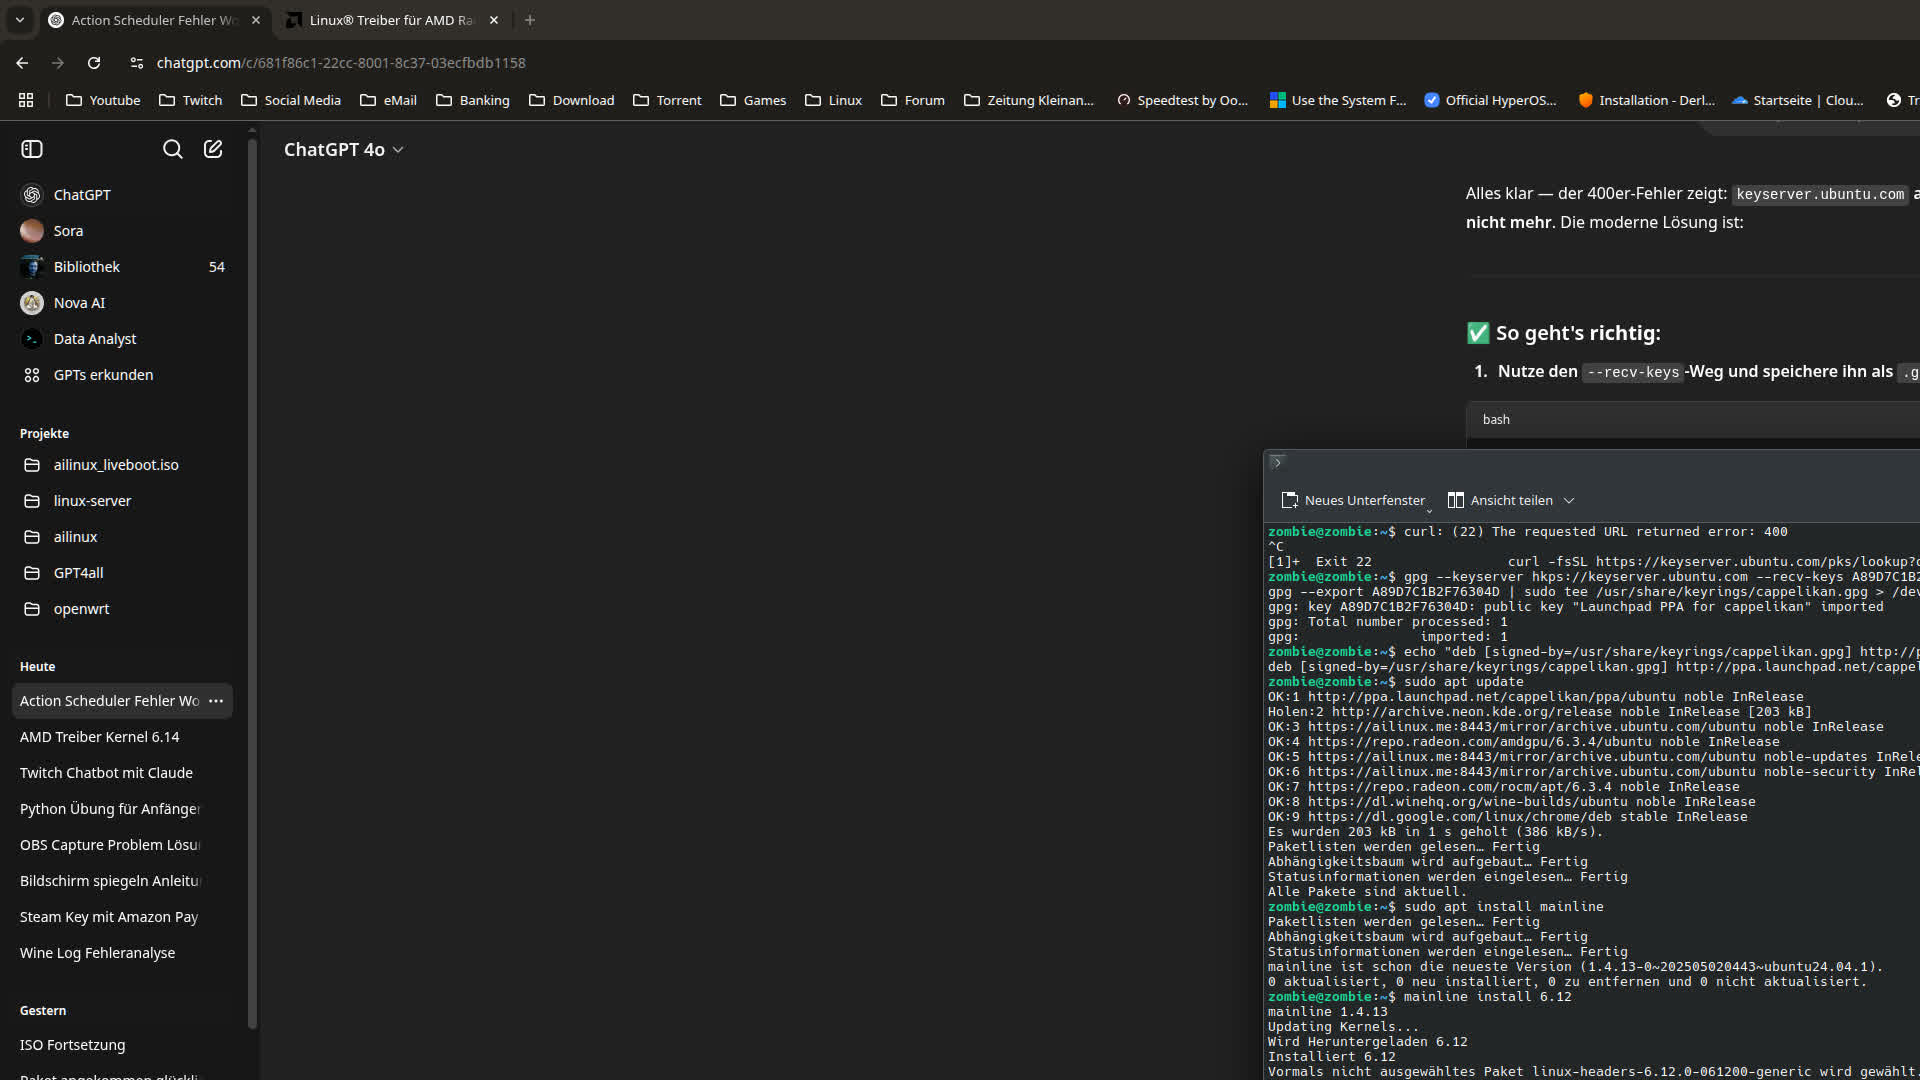 Action Scheduler Fehler Wo
Linux® Treiber für AMD Ra
chatgpt.com/c/681f86c1-22cc-8001-8c37-03ecfbdb1158
Youtube
Twitch
Social Media
eMail
Banking
Download
Torrent
Games
Linux
Forum
Zeitung Kleinan...
Speedtest by Oo...
Use the System F...
Official HyperOS...
Installation - Derl...
Startseite | Clou...
Tr
ChatGPT
Sora
Bibliothek 54
Nova AI
Data Analyst
GPTs erkunden
Projekte
ailinux_liveboot.iso
linux-server
ailinux
GPT4all
openwrt
Heute
Action Scheduler Fehler Wo
AMD Treiber Kernel 6.14
Twitch Chatbot mit Claude
Python Übung für Anfänger
OBS Capture Problem Lösu
Bildschirm spiegeln Anleitu
Steam Key mit Amazon Pay
Wine Log Fehleranalyse
Gestern
ISO Fortsetzung
ChatGPT 4o
Alles klar — der 400er-Fehler zeigt: keyserver.ubuntu.com a
nicht mehr. Die moderne Lösung ist:
✅ So geht's richtig:
1. Nutze den --recv-keys-Weg und speichere ihn als .g
bash
Neues Unterfenster
Ansicht teilen
zombie@zombie:~$ curl: (22) The requested URL returned error: 400
^C
[1]+  Exit 22                 curl -fsSL https://keyserver.ubuntu.com/pks/lookup?o
zombie@zombie:~$ gpg --keyserver hkps://keyserver.ubuntu.com --recv-keys A89D7C1B2
gpg --export A89D7C1B2F76304D | sudo tee /usr/share/keyrings/cappelikan.gpg > /dev
gpg: key A89D7C1B2F76304D: public key "Launchpad PPA for cappelikan" imported
gpg: Total number processed: 1
gpg:               imported: 1
zombie@zombie:~$ echo "deb [signed-by=/usr/share/keyrings/cappelikan.gpg] http://p
deb [signed-by=/usr/share/keyrings/cappelikan.gpg] http://ppa.launchpad.net/cappel
zombie@zombie:~$ sudo apt update
OK:1 http://ppa.launchpad.net/cappelikan/ppa/ubuntu noble InRelease
Holen:2 http://archive.neon.kde.org/release noble InRelease [203 kB]
OK:3 https://ailinux.me:8443/mirror/archive.ubuntu.com/ubuntu noble InRelease
OK:4 https://repo.radeon.com/amdgpu/6.3.4/ubuntu noble InRelease
OK:5 https://ailinux.me:8443/mirror/archive.ubuntu.com/ubuntu noble-updates InRele
OK:6 https://ailinux.me:8443/mirror/archive.ubuntu.com/ubuntu noble-security InRel
OK:7 https://repo.radeon.com/rocm/apt/6.3.4 noble InRelease
OK:8 https://dl.winehq.org/wine-builds/ubuntu noble InRelease
OK:9 https://dl.google.com/linux/chrome/deb stable InRelease
Es wurden 203 kB in 1 s geholt (386 kB/s).
Paketlisten werden gelesen… Fertig
Abhängigkeitsbaum wird aufgebaut… Fertig
Statusinformationen werden eingelesen… Fertig
Alle Pakete sind aktuell.
zombie@zombie:~$ sudo apt install mainline
Paketlisten werden gelesen… Fertig
Abhängigkeitsbaum wird aufgebaut… Fertig
Statusinformationen werden eingelesen… Fertig
mainline ist schon die neueste Version (1.4.13-0~202505020443~ubuntu24.04.1).
0 aktualisiert, 0 neu installiert, 0 zu entfernen und 0 nicht aktualisiert.
zombie@zombie:~$ mainline install 6.12
mainline 1.4.13
Updating Kernels...
Wird Heruntergeladen 6.12
Installiert 6.12
Vormals nicht ausgewähltes Paket linux-headers-6.12.0-061200-generic wird gewählt.